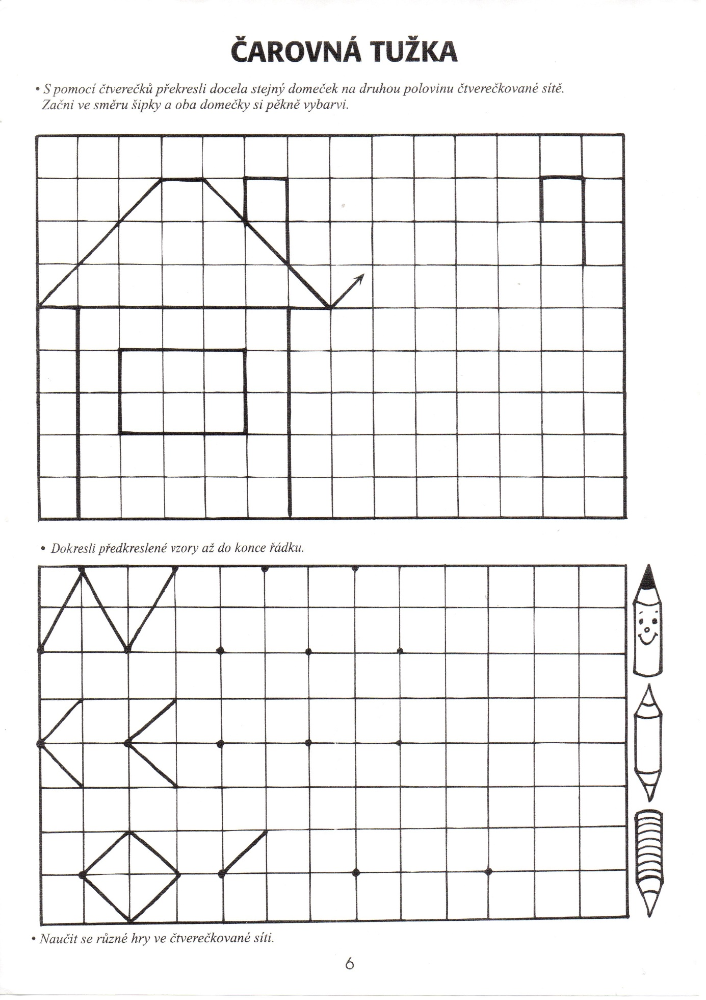 ČAROVNÁ TUŽKA
• S pomocí čtverečků překresli docela stejný domeček na druhou polovinu čtverečkované sítě.
Začni ve směru šipky a oba domečky si pěkně vybarvi.
• Dokresli předkreslené vzory až do konce řádku.
• Naučit se různé hry ve čtverečkované síti.
6